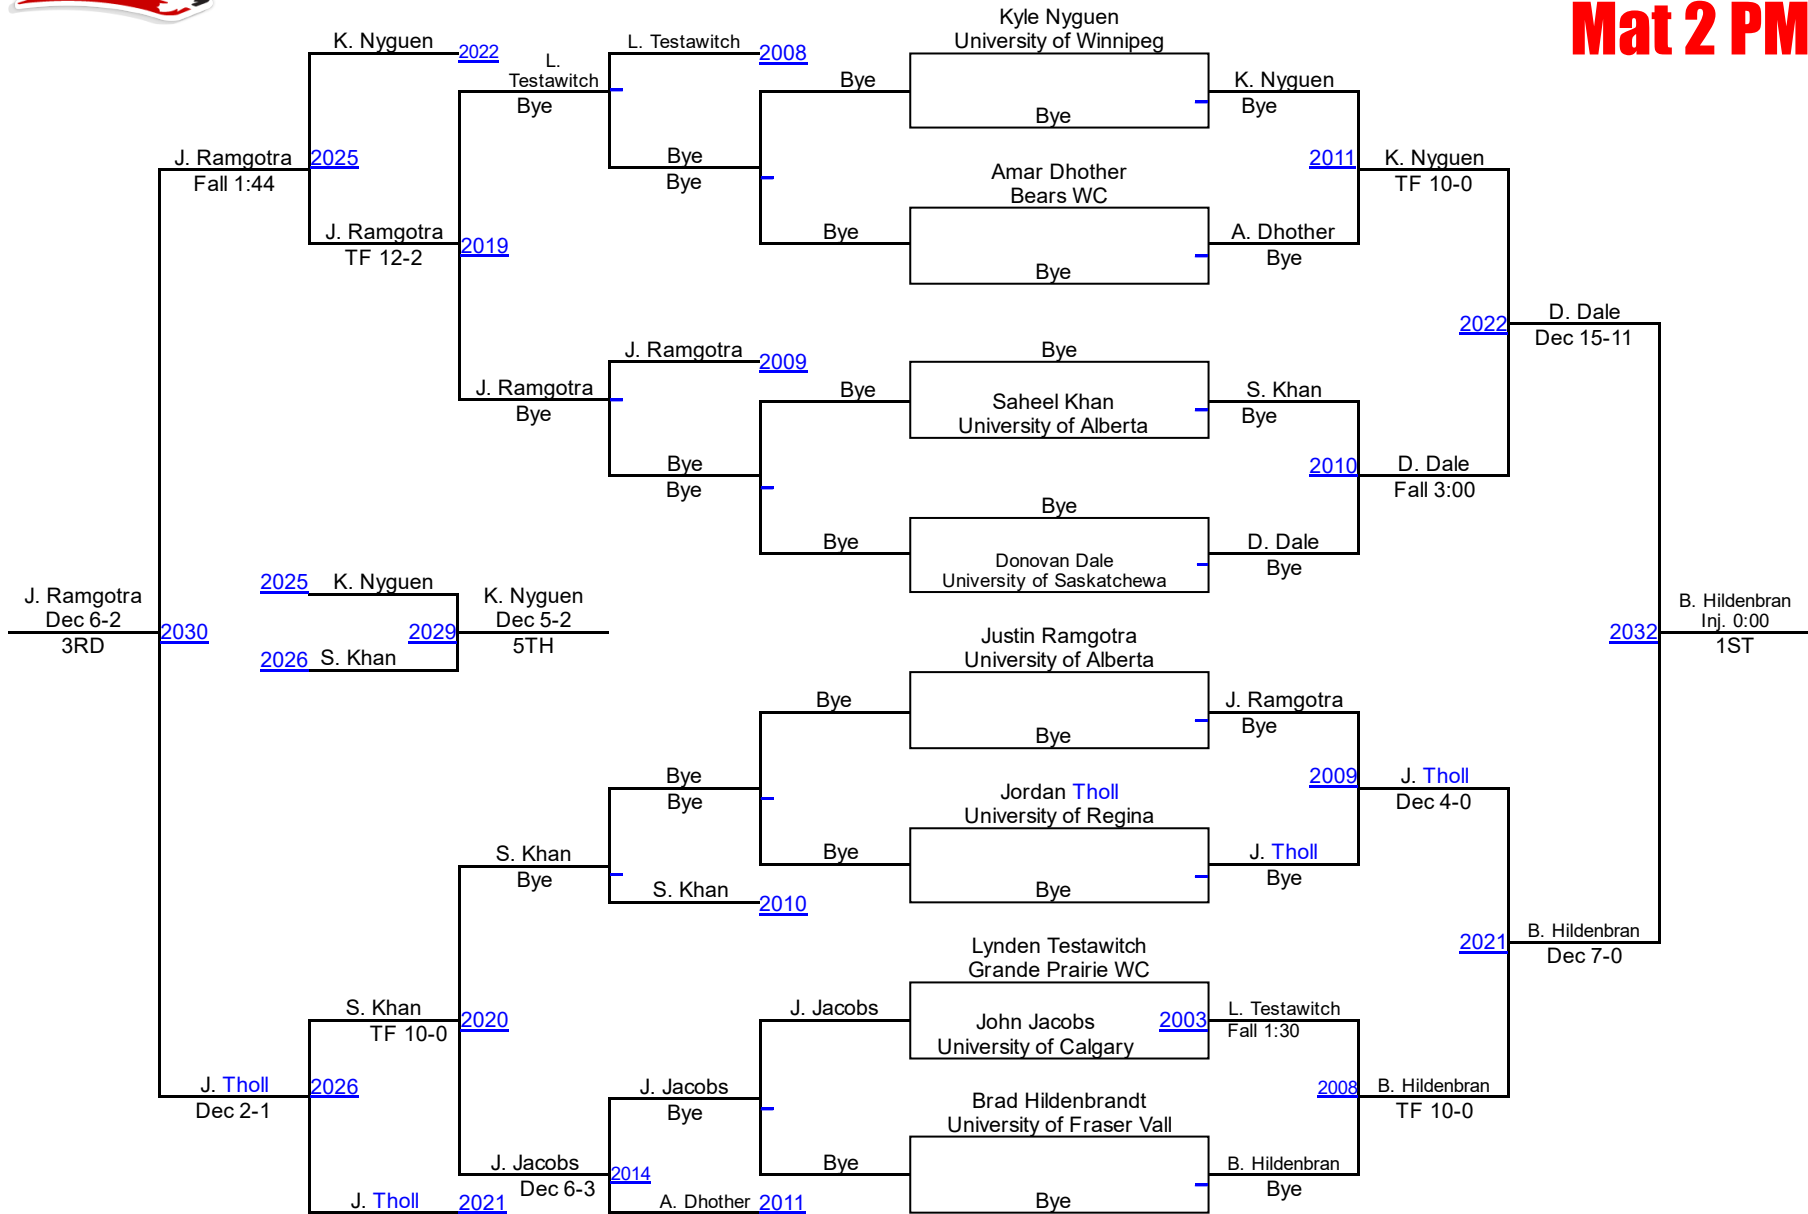 Mat 2 PM
Kyle Nyguen
University of Winnipeg
K. Nyguen
2022
L.
Testawitch
Bye
L. Testawitch
2008
Bye
Bye
K. Nyguen
Bye
J. Ramgotra
Fall 1:44
2025
Bye
Bye
Amar Dhother
Bears WC
2011
K. Nyguen
TF 10-0
J. Ramgotra
TF 12-2
2019
Bye
Bye
A. Dhother
Bye
2022
D. Dale
Dec 15-11
J. Ramgotra
Bye
J. Ramgotra
2009
Bye
Bye
Saheel Khan
University of Alberta
S. Khan
Bye
Bye
Bye
2010
D. Dale
Fall 3:00
Bye
Bye
Donovan Dale
University of Saskatchewa
D. Dale
Bye
J. Ramgotra
Dec 6-2
3RD
2030
2025
K. Nyguen
2026
S. Khan
2029
K. Nyguen
Dec 5-2
5TH
2032
B. Hildenbran
Inj. 0:00
1ST
Justin Ramgotra
University of Alberta
Bye
Bye
J. Ramgotra
Bye
Bye
Bye
Jordan Tholl
University of Regina
2009
J. Tholl
Dec 4-0
S. Khan
Bye
S. Khan
2010
Bye
Bye
J. Tholl
Bye
2021
B. Hildenbran
Dec 7-0
Lynden Testawitch
Grande Prairie WC
S. Khan
TF 10-0
2020
J. Jacobs
John Jacobs
University of Calgary
2003
L. Testawitch
Fall 1:30
J. Tholl
Dec 2-1
2026
J. Jacobs
Bye
Brad Hildenbrandt
University of Fraser Vall
2008
B. Hildenbran
TF 10-0
J. Jacobs
Dec 6-3
2014
Bye
Bye
B. Hildenbran
Bye
J. Tholl
2021
A. Dhother
2011